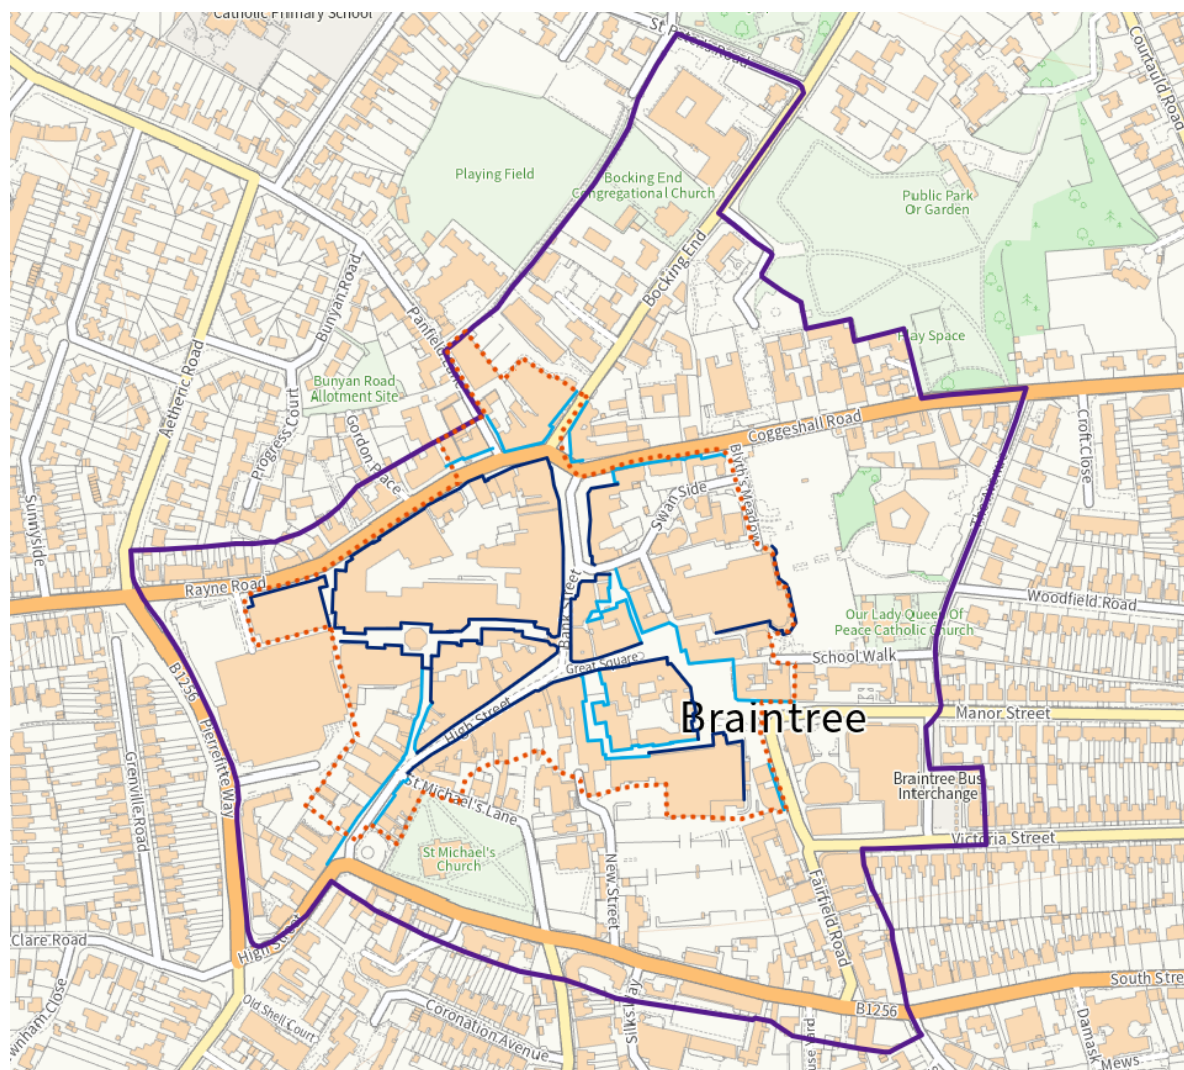 Catholic Primary School
St Peter's Road
Courtauld Road
Playing Field
Bocking End
Congregational Church
Public Park
Or Garden
Bocking End
Bunyan Road
Panfield Lane
Play Space
Aetheric Road
Bunyan Road
Allotment Site
Progress Court
Gordon Place
Coggeshall Road
Croft Close
Blyth's Meadow
Swan Side
The Avenue
Sunnyside
Rayne Road
Bank Street
Woodfield Road
Our Lady Queen Of
Peace Catholic Church
School Walk
Great Square
B1256
Pierrefitte Way
High Street
Braintree
Manor Street
Grenville Road
Braintree Bus
Interchange
St Michael's Lane
Victoria Street
St Michael's
Church
New Street
Fairfield Road
Clare Road
High Street
South Stre
Old Shell Court
Coronation Avenue
B1256
Damask
Mews